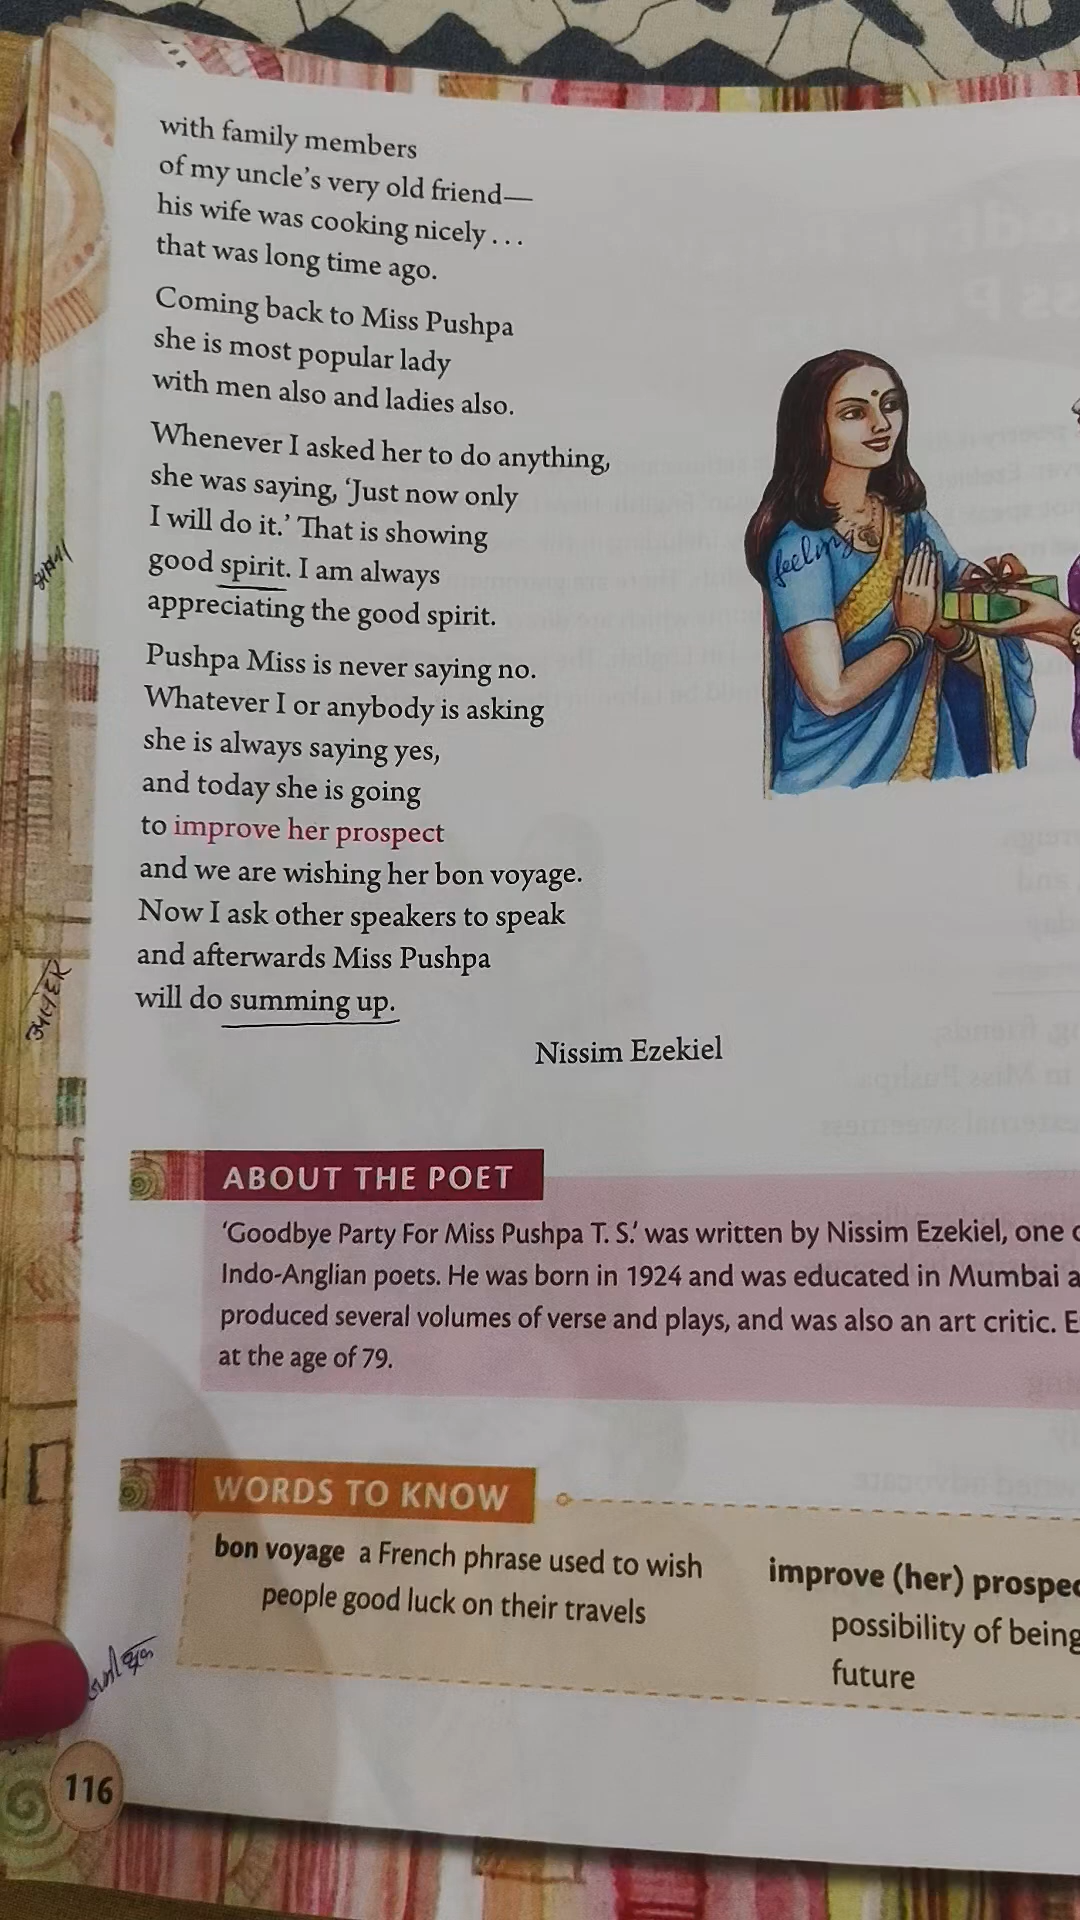 with family members
of my uncle's very old friend—
his wife was cooking nicely . . .
that was long time ago.
Coming back to Miss Pushpa
she is most popular lady
with men also and ladies also.
Whenever I asked her to do anything,
she was saying, 'Just now only
I will do it.' That is showing
good spirit. I am always
appreciating the good spirit.
Pushpa Miss is never saying no.
Whatever I or anybody is asking
she is always saying yes,
and today she is going
to improve her prospect
and we are wishing her bon voyage.
Now I ask other speakers to speak
and afterwards Miss Pushpa
will do summing up.
Nissim Ezekiel
feeling
ABOUT THE POET
'Goodbye Party For Miss Pushpa T. S.' was written by Nissim Ezekiel, one
Indo-Anglian poets. He was born in 1924 and was educated in Mumbai
produced several volumes of verse and plays, and was also an art critic.
at the age of 79.
WORDS TO KNOW
bon voyage a French phrase used to wish
people good luck on their travels
improve (her) prospec
possibility of being
future
116